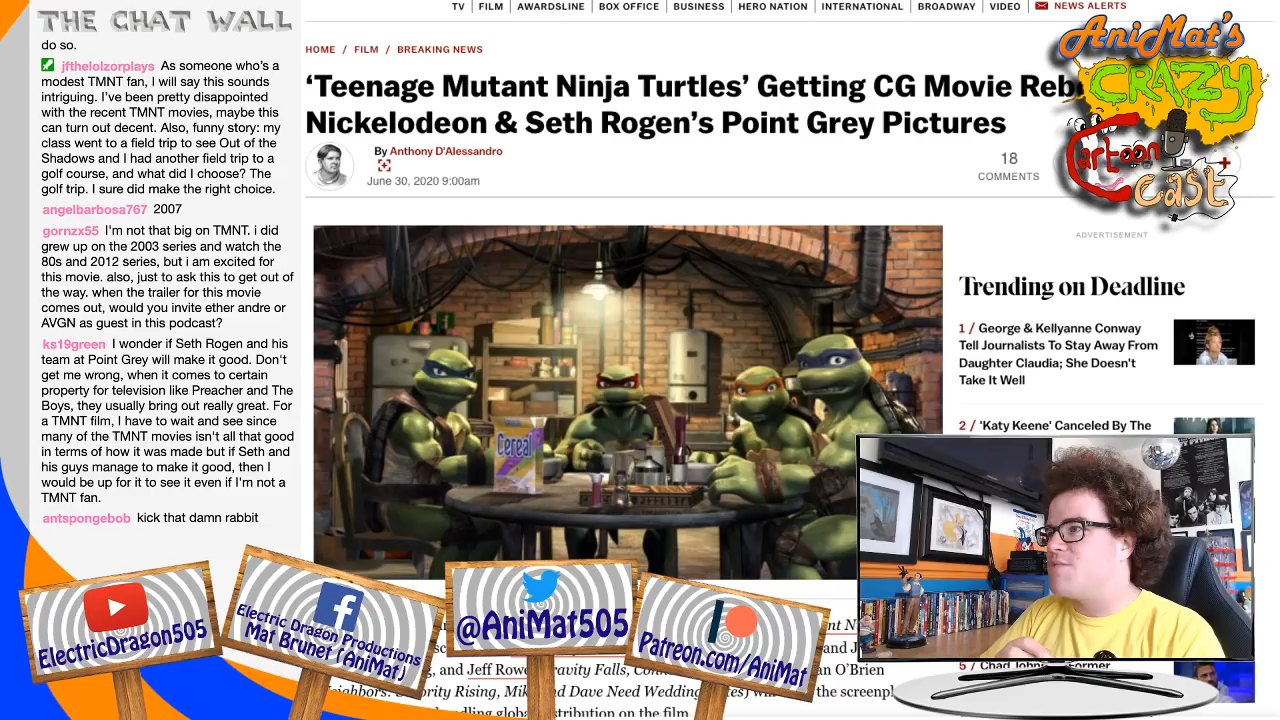 THE CHAT WALL
do so.
jfthelolzorplays As someone who's a
modest TMNT fan, I will say this sounds
intriguing. I've been pretty disappointed
with the recent TMNT movies, maybe this
can turn out decent. Also, funny story: my
class went to a field trip to see Out of the
Shadows and I had another field trip to a
golf course, and what did I choose? The
golf trip. I sure did make the right choice.
angelbarbosa767 2007
gornzx55 I'm not that big on TMNT. i did
grew up on the 2003 series and watch the
80s and 2012 series, but i am excited for
this movie. also, just to ask this to get out of
the way. when the trailer for this movie
comes out, would you invite ether andre or
AVGN as guest in this podcast?
ks19green I wonder if Seth Rogen and his
team at Point Grey will make it good. Don't
get me wrong, when it comes to certain
property for television like Preacher and The
Boys, they usually bring out really great. For
a TMNT film, I have to wait and see since
many of the TMNT movies isn't all that good
in terms of how it was made but if Seth and
his guys manage to make it good, then I
would be up for it to see it even if I'm not a
TMNT fan.
antspongebob kick that damn rabbit
TV FILM AWARDSLINE BOX OFFICE BUSINESS HERO NATION INTERNATIONAL BROADWAY VIDEO NEWS ALERTS
HOME / FILM / BREAKING NEWS
'Teenage Mutant Ninja Turtles' Getting CG Movie
Nickelodeon & Seth Rogen's Point Grey Pictures
By Anthony D'Alessandro
June 30, 2020 9:00am
18
COMMENTS
AniMat's
CRAZY
Cartoon
Cast
ADVERTISEMENT
Cereal
Trending on Deadline
1 / George & Kellyanne Conway
Tell Journalists To Stay Away From
Daughter Claudia; She Doesn't
Take It Well
2 / 'Katy Keene' Canceled By The
ElectricDragon505
Electric Dragon Productions
Mat Brunet (AniMat)
@AniMat505
Patreon.com/AniMat
and Jeff Rowe
Need Wedding
global distribution on the film